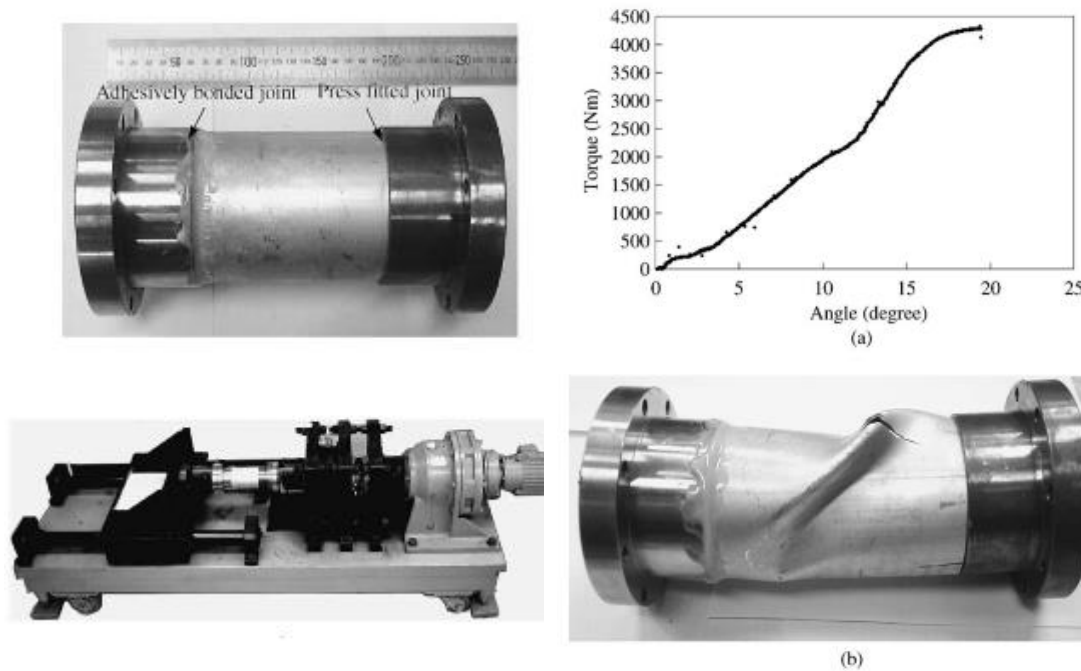 Adhesively bonded joint
Press fitted joint
4500
4000
3500
3000
2500
2000
1500
1000
500
0
Torque (Nm)
0 5 10 15 20 25
Angle (degree)
(a)
(b)